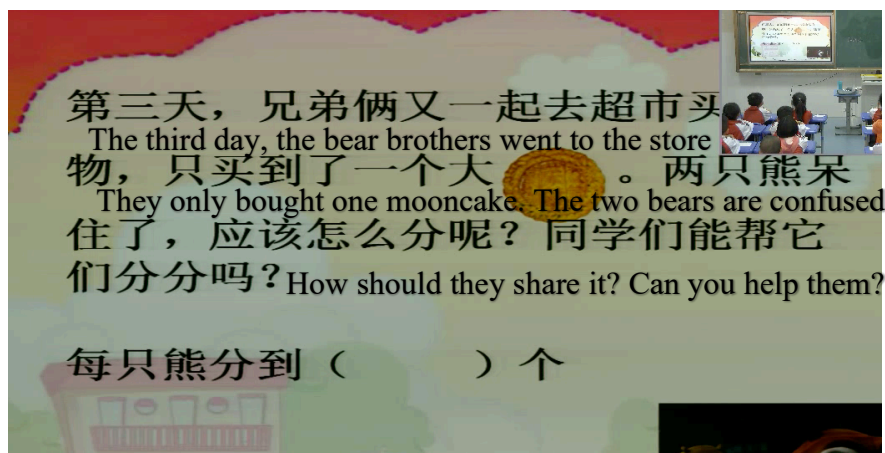 第三天，兄弟俩又一起去超市买
The third day, the bear brothers went to the store
物，只买到了一个大 。两只熊呆
They only bought one mooncake. The two bears are confused
住了，应该怎么分呢？同学们能帮它
们分分吗？How should they share it? Can you help them?
每只熊分到（ ）个